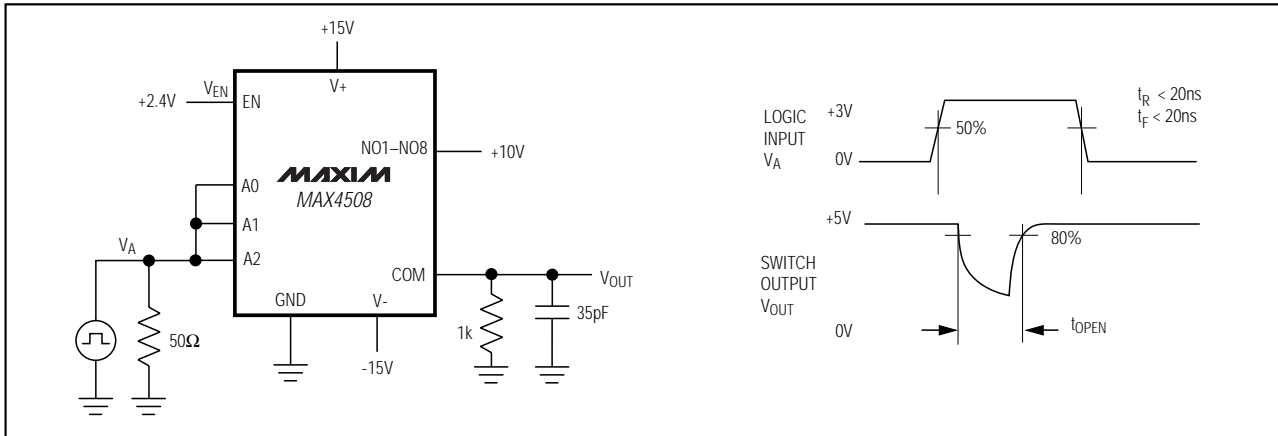 +15V
V+
+2.4V
VEN
EN
NO1–NO8
+10V
MAXIM
MAX4508
A0
A1
VA
A2
COM
VOUT
GND
V-
50Ω
1k
35pF
-15V
LOGIC
INPUT
VA
+3V
0V
50%
tR < 20ns
tF < 20ns
+5V
80%
SWITCH
OUTPUT
VOUT
0V
tOPEN